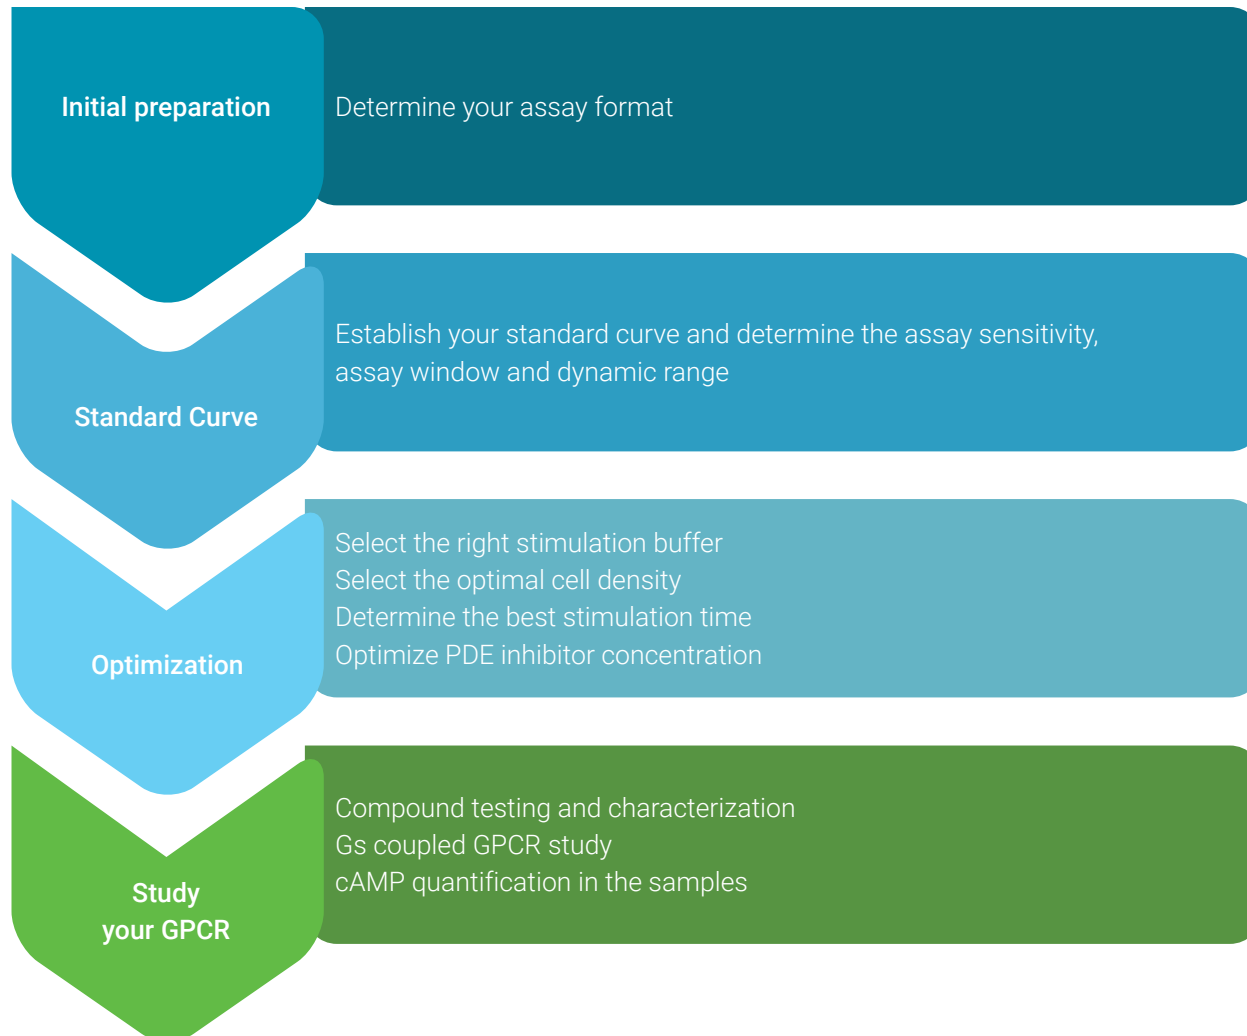 Initial preparation
Determine your assay format
Standard Curve
Establish your standard curve and determine the assay sensitivity,
assay window and dynamic range
Optimization
Select the right stimulation buffer
Select the optimal cell density
Determine the best stimulation time
Optimize PDE inhibitor concentration
Study
your GPCR
Compound testing and characterization
Gs coupled GPCR study
cAMP quantification in the samples